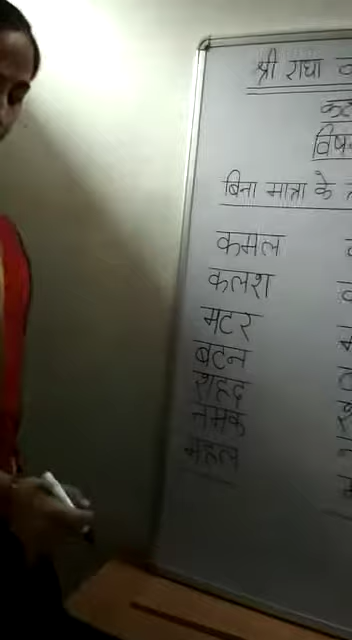 श्री राधा
बिना मात्रा के
कमल
कलश
मटर
बटन
शहद
नमक
महल